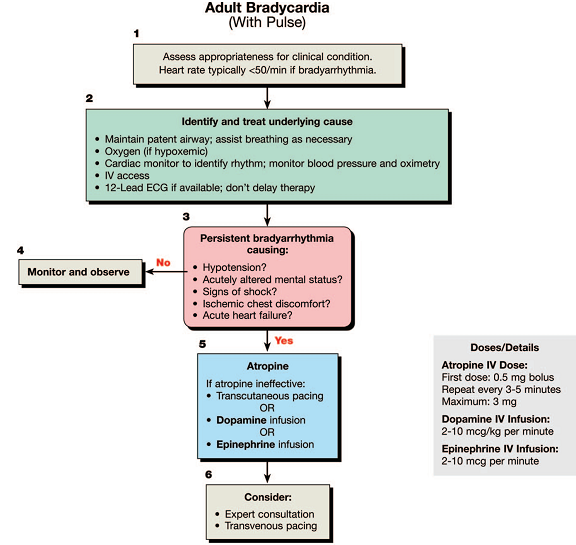 Adult Bradycardia
(With Pulse)
1
Assess appropriateness for clinical condition.
Heart rate typically <50/min if bradyarrhythmia.
2
Identify and treat underlying cause
• Maintain patent airway; assist breathing as necessary
• Oxygen (if hypoxemic)
• Cardiac monitor to identify rhythm; monitor blood pressure and oximetry
• IV access
• 12-Lead ECG if available; don't delay therapy
3
Persistent bradyarrhythmia
causing:
• Hypotension?
• Acutely altered mental status?
• Signs of shock?
• Ischemic chest discomfort?
• Acute heart failure?
4
No
Monitor and observe
Yes
5
Atropine
If atropine ineffective:
• Transcutaneous pacing
OR
• Dopamine infusion
OR
• Epinephrine infusion
6
Consider:
• Expert consultation
• Transvenous pacing
Doses/Details
Atropine IV Dose:
First dose: 0.5 mg bolus
Repeat every 3-5 minutes
Maximum: 3 mg
Dopamine IV Infusion:
2-10 mcg/kg per minute
Epinephrine IV Infusion:
2-10 mcg per minute